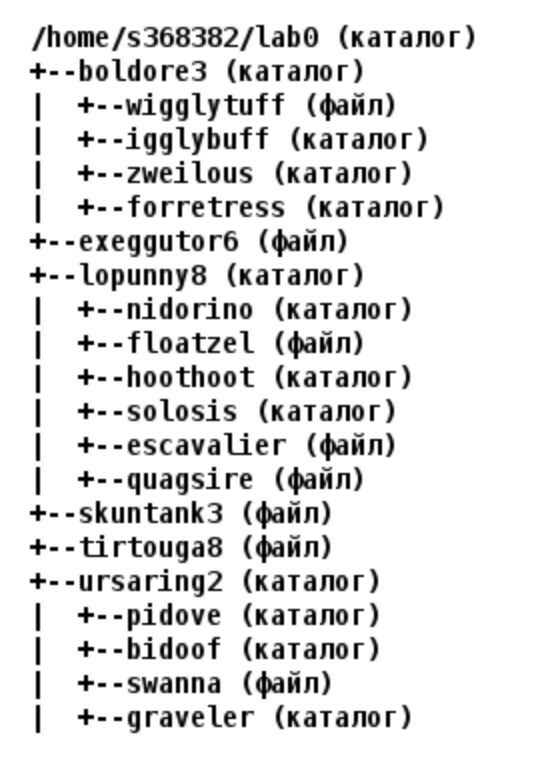 /home/s368382/lab0 (каталог)
+--boldore3 (каталог)
|  +--wigglytuff (файл)
|  +--igglybuff (каталог)
|  +--zweilous (каталог)
|  +--forretress (каталог)
+--exeggutor6 (файл)
+--lopunny8 (каталог)
|  +--nidorino (каталог)
|  +--floatzel (файл)
|  +--hoothoot (каталог)
|  +--solosis (каталог)
|  +--escavalier (файл)
|  +--quagsire (файл)
+--skuntank3 (файл)
+--tirtouga8 (файл)
+--ursaring2 (каталог)
|  +--pidove (каталог)
|  +--bidoof (каталог)
|  +--swanna (файл)
|  +--graveler (каталог)